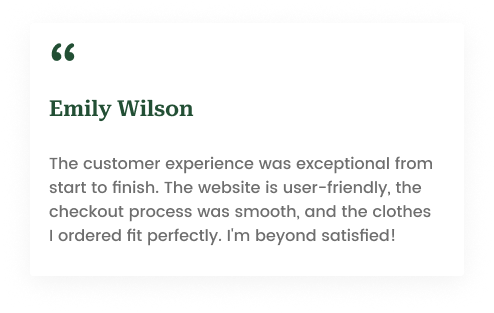 “
Emily Wilson
The customer experience was exceptional from
start to finish. The website is user-friendly, the
checkout process was smooth, and the clothes
I ordered fit perfectly. I'm beyond satisfied!